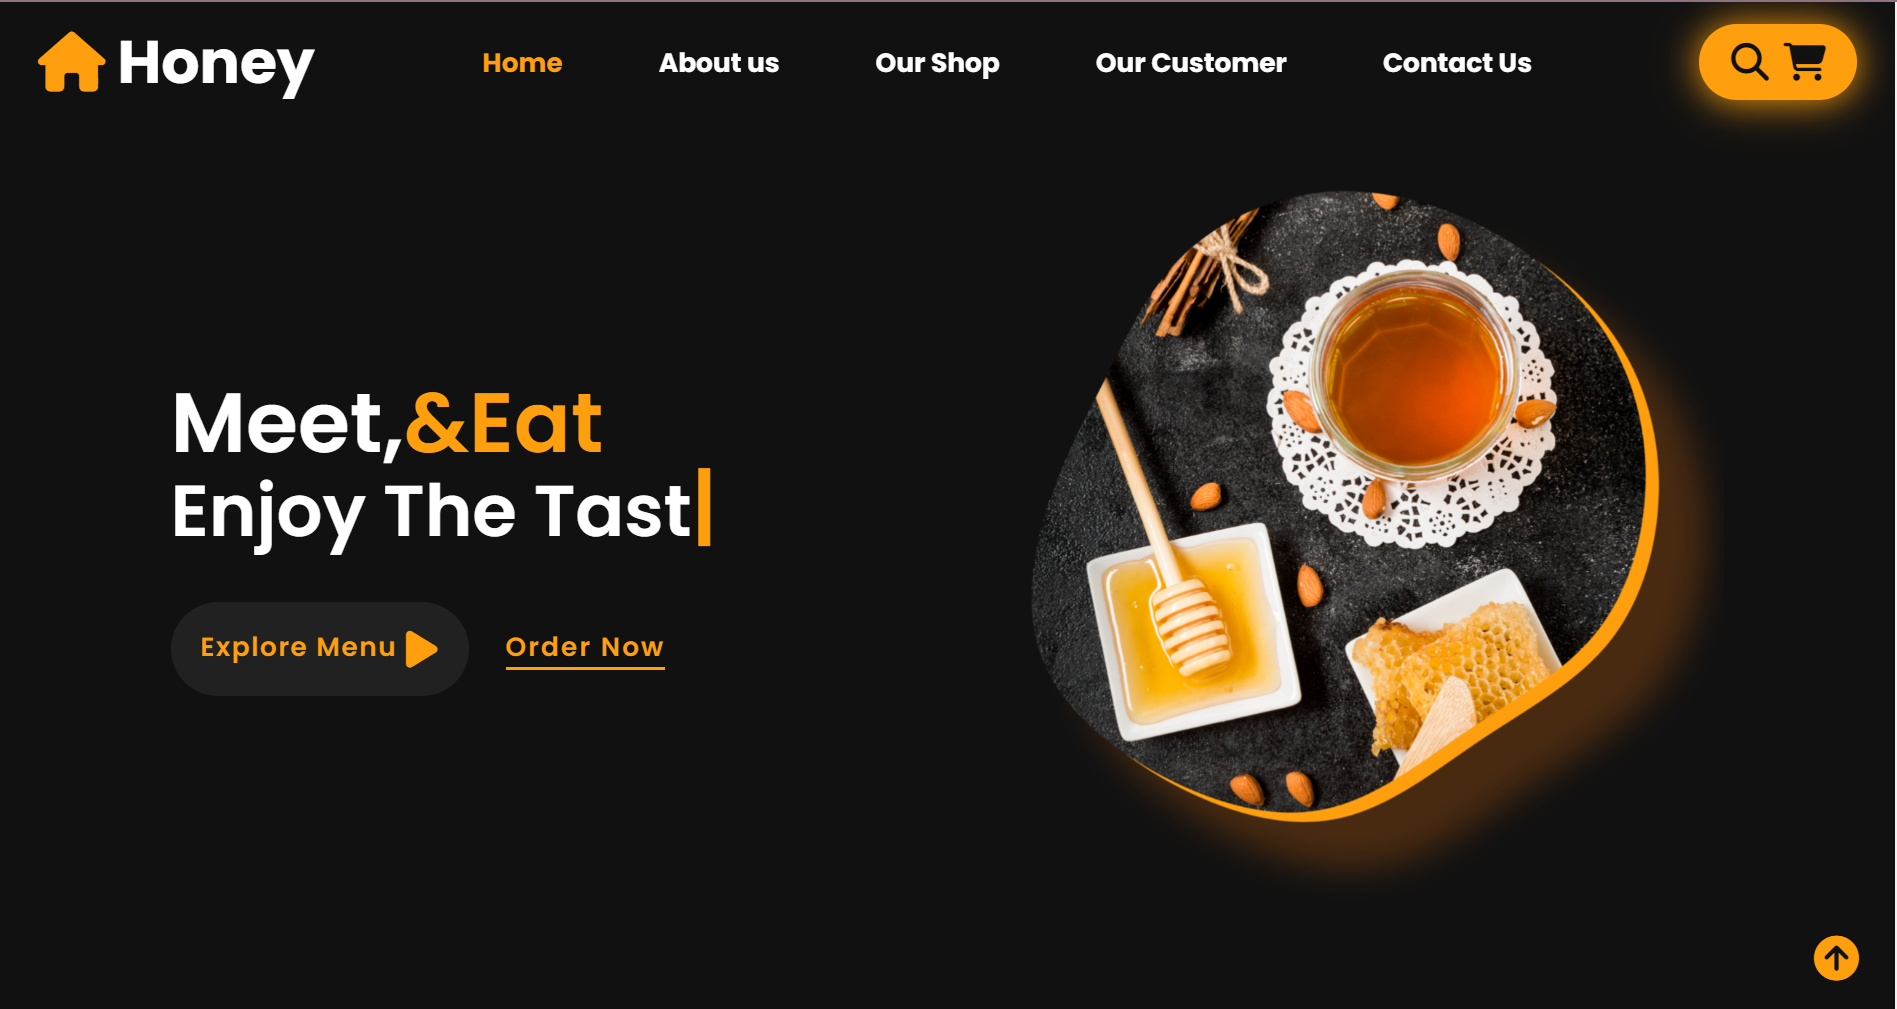 Honey
Home About us Our Shop Our Customer Contact Us
Meet,&Eat
Enjoy The Tast
Explore Menu Order Now